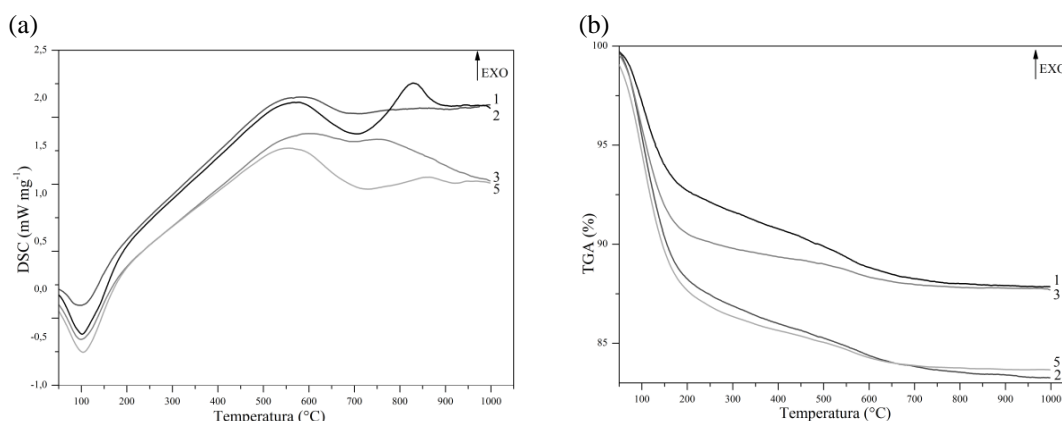 (a)
2,5
2,0
1,5
1,0
0,5
0,0
-0,5
-1,0
DSC (mW mg⁻¹)
EXO
1
2
3
5
100 200 300 400 500 600 700 800 900 1000
Temperatura (°C)
(b)
100
95
90
85
TGA (%)
EXO
1
3
5
2
100 200 300 400 500 600 700 800 900 1000
Temperatura (°C)